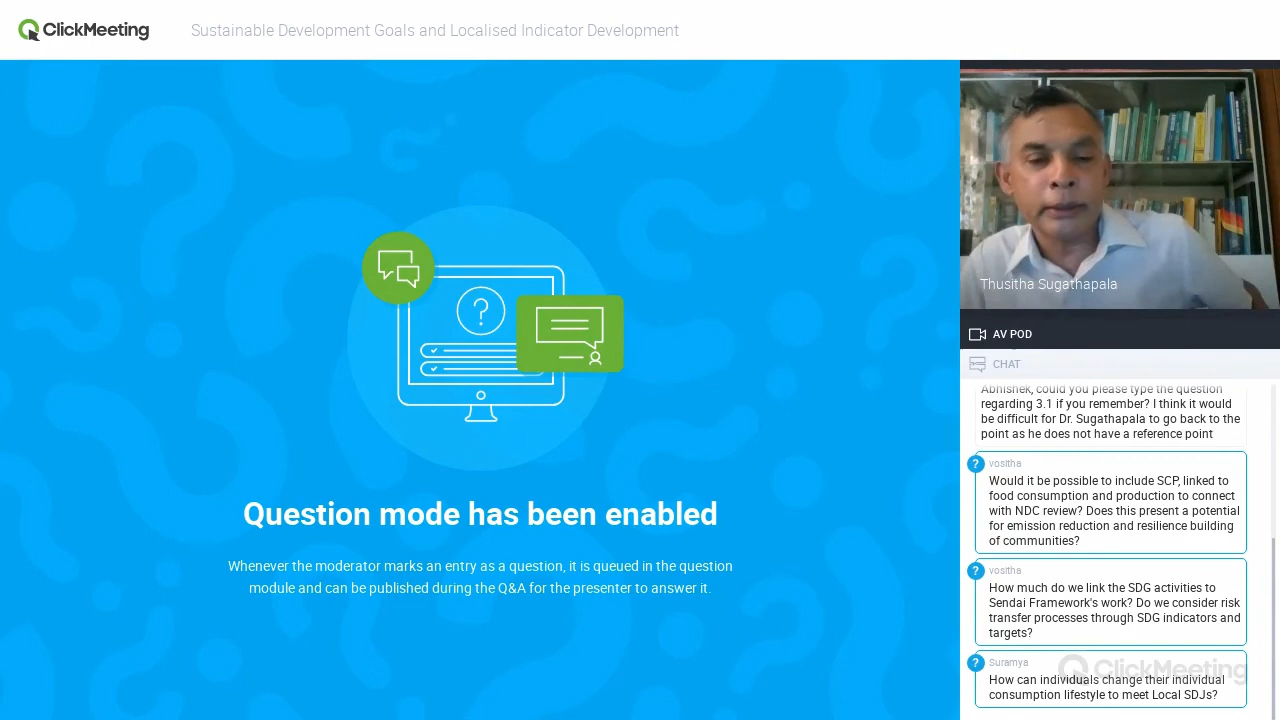 ClickMeeting
Sustainable Development Goals and Localised Indicator Development
?
Question mode has been enabled
Whenever the moderator marks an entry as a question, it is queued in the question
module and can be published during the Q&A for the presenter to answer it.
Thusitha Sugathapala
AV POD
CHAT
Abhishek, could you please type the question
regarding 3.1 if you remember? I think it would
be difficult for Dr. Sugathapala to go back to the
point as he does not have a reference point
? vositha
Would it be possible to include SCP, linked to
food consumption and production to connect
with NDC review? Does this present a potential
for emission reduction and resilience building
of communities?
? vositha
How much do we link the SDG activities to
Sendai Framework's work? Do we consider risk
transfer processes through SDG indicators and
targets?
? Suramya
ClickMeeting
How can individuals change their individual
consumption lifestyle to meet Local SDJs?